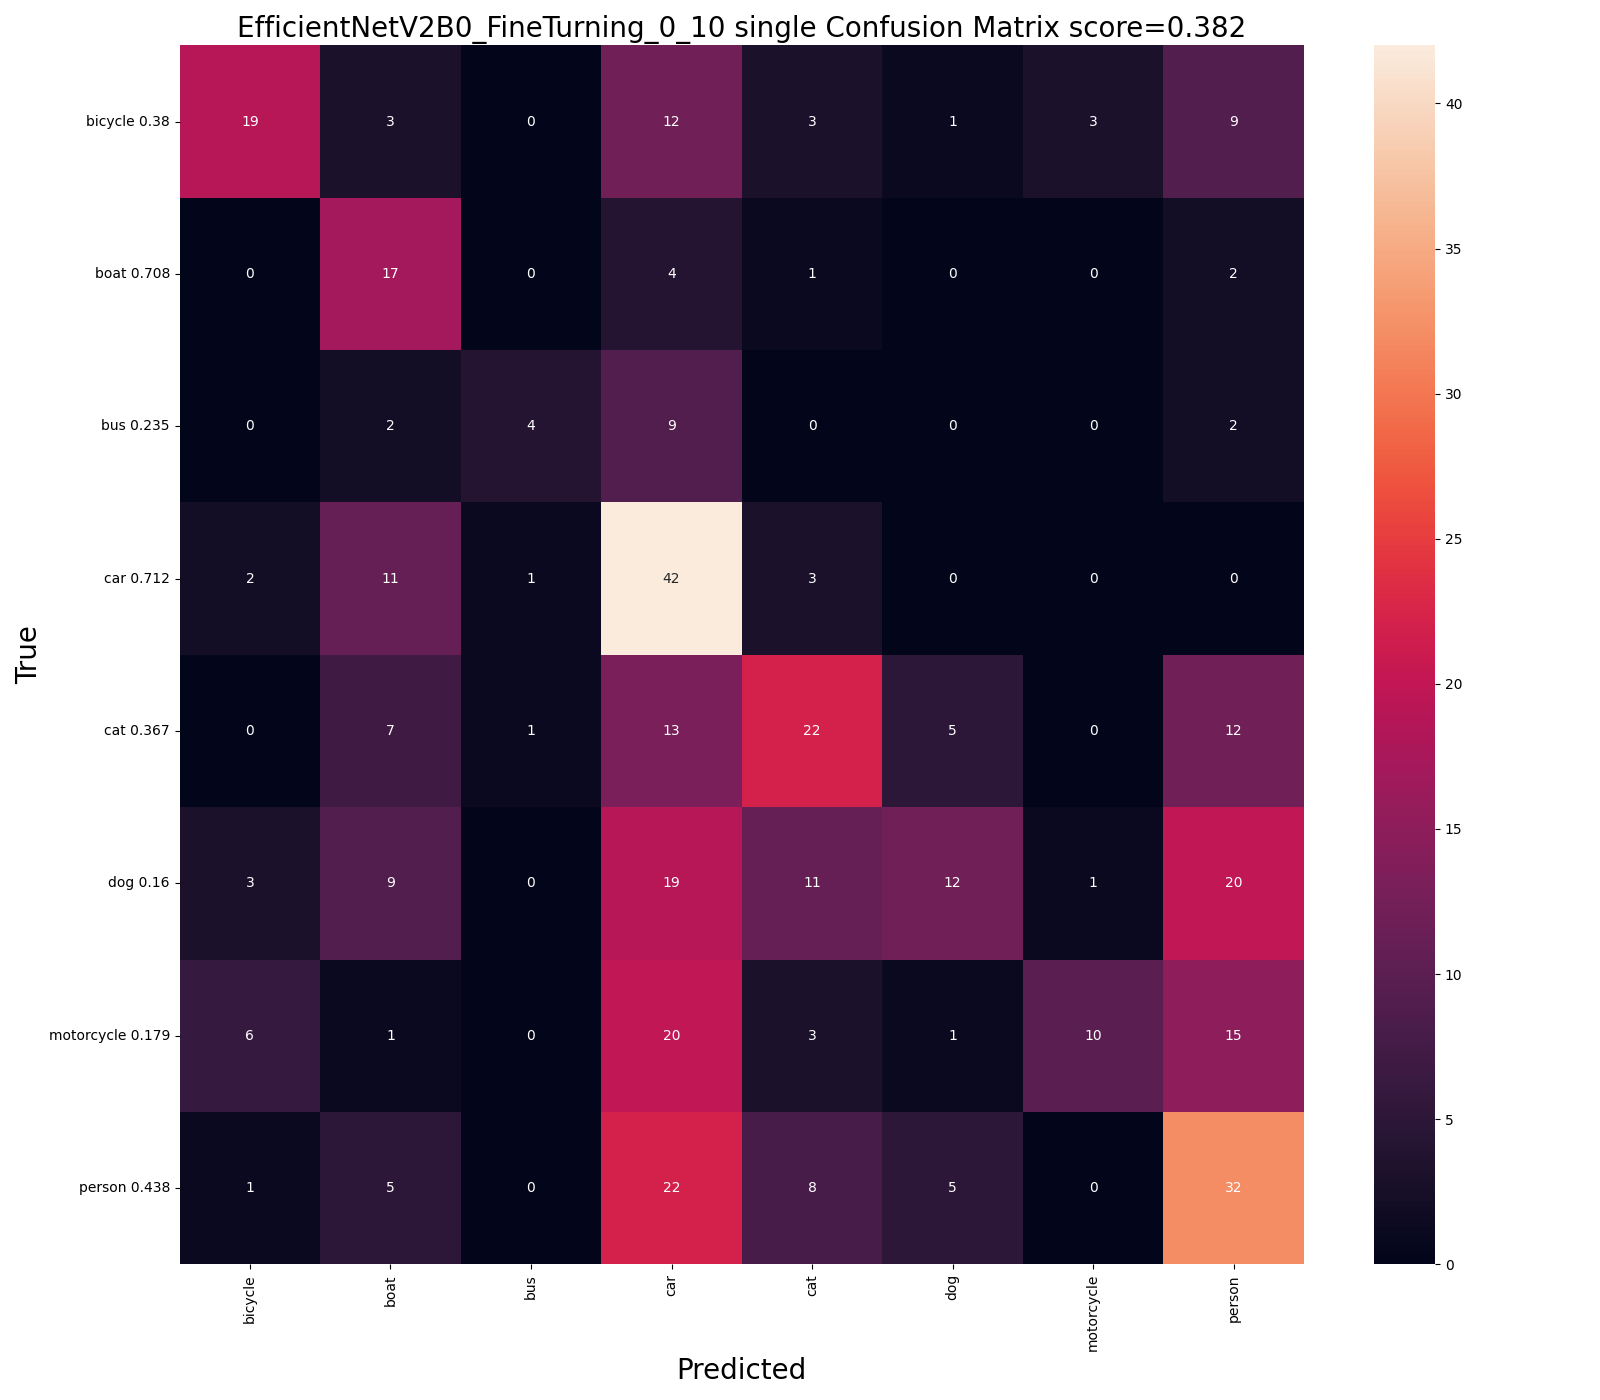 EfficientNetV2B0_FineTurning_0_10 single Confusion Matrix score=0.382
True
bicycle 0.38 19 3 0 12 3 1 3 9
boat 0.708 0 17 0 4 1 0 0 2
bus 0.235 0 2 4 9 0 0 0 2
car 0.712 2 11 1 42 3 0 0 0
cat 0.367 0 7 1 13 22 5 0 12
dog 0.16 3 9 0 19 11 12 1 20
motorcycle 0.179 6 1 0 20 3 1 10 15
person 0.438 1 5 0 22 8 5 0 32
bicycle boat bus car cat dog motorcycle person
Predicted
40
35
30
25
20
15
10
5
0